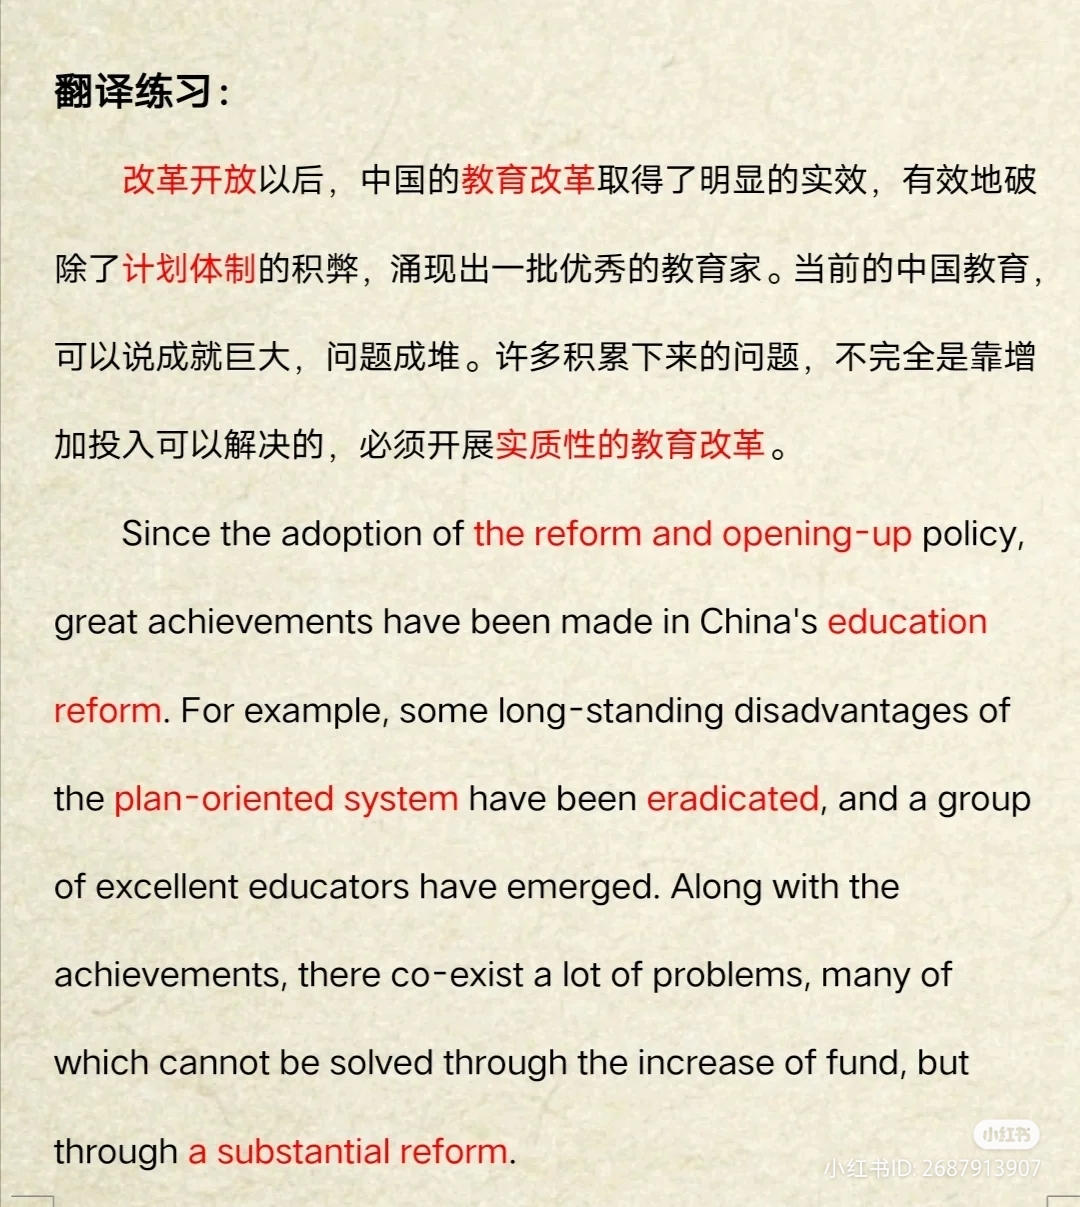 翻译练习：
改革开放以后，中国的教育改革取得了明显的实效，有效地破
除了计划体制的积弊，涌现出一批优秀的教育家。当前的中国教育，
可以说成就巨大，问题成堆。许多积累下来的问题，不完全是靠增
加投入可以解决的，必须开展实质性的教育改革。
Since the adoption of the reform and opening-up policy,
great achievements have been made in China's education
reform. For example, some long-standing disadvantages of
the plan-oriented system have been eradicated, and a group
of excellent educators have emerged. Along with the
achievements, there co-exist a lot of problems, many of
which cannot be solved through the increase of fund, but
through a substantial reform.
小红书
小红书ID: 2687913907